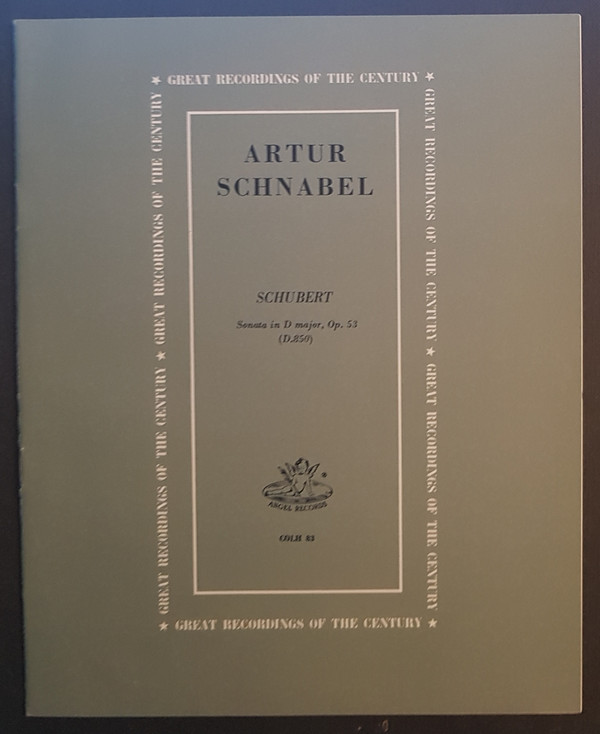 ★ GREAT RECORDINGS OF THE CENTURY ★
GREAT RECORDINGS OF THE CENTURY ★ GREAT RECORDINGS OF THE CENTURY
ARTUR
SCHNABEL
SCHUBERT
Sonata in D major, Op. 53
(D.850)
®
ANGEL RECORDS
COLH 83
GREAT RECORDINGS OF THE CENTURY ★ GREAT RECORDINGS OF THE CENTURY
★ GREAT RECORDINGS OF THE CENTURY ★